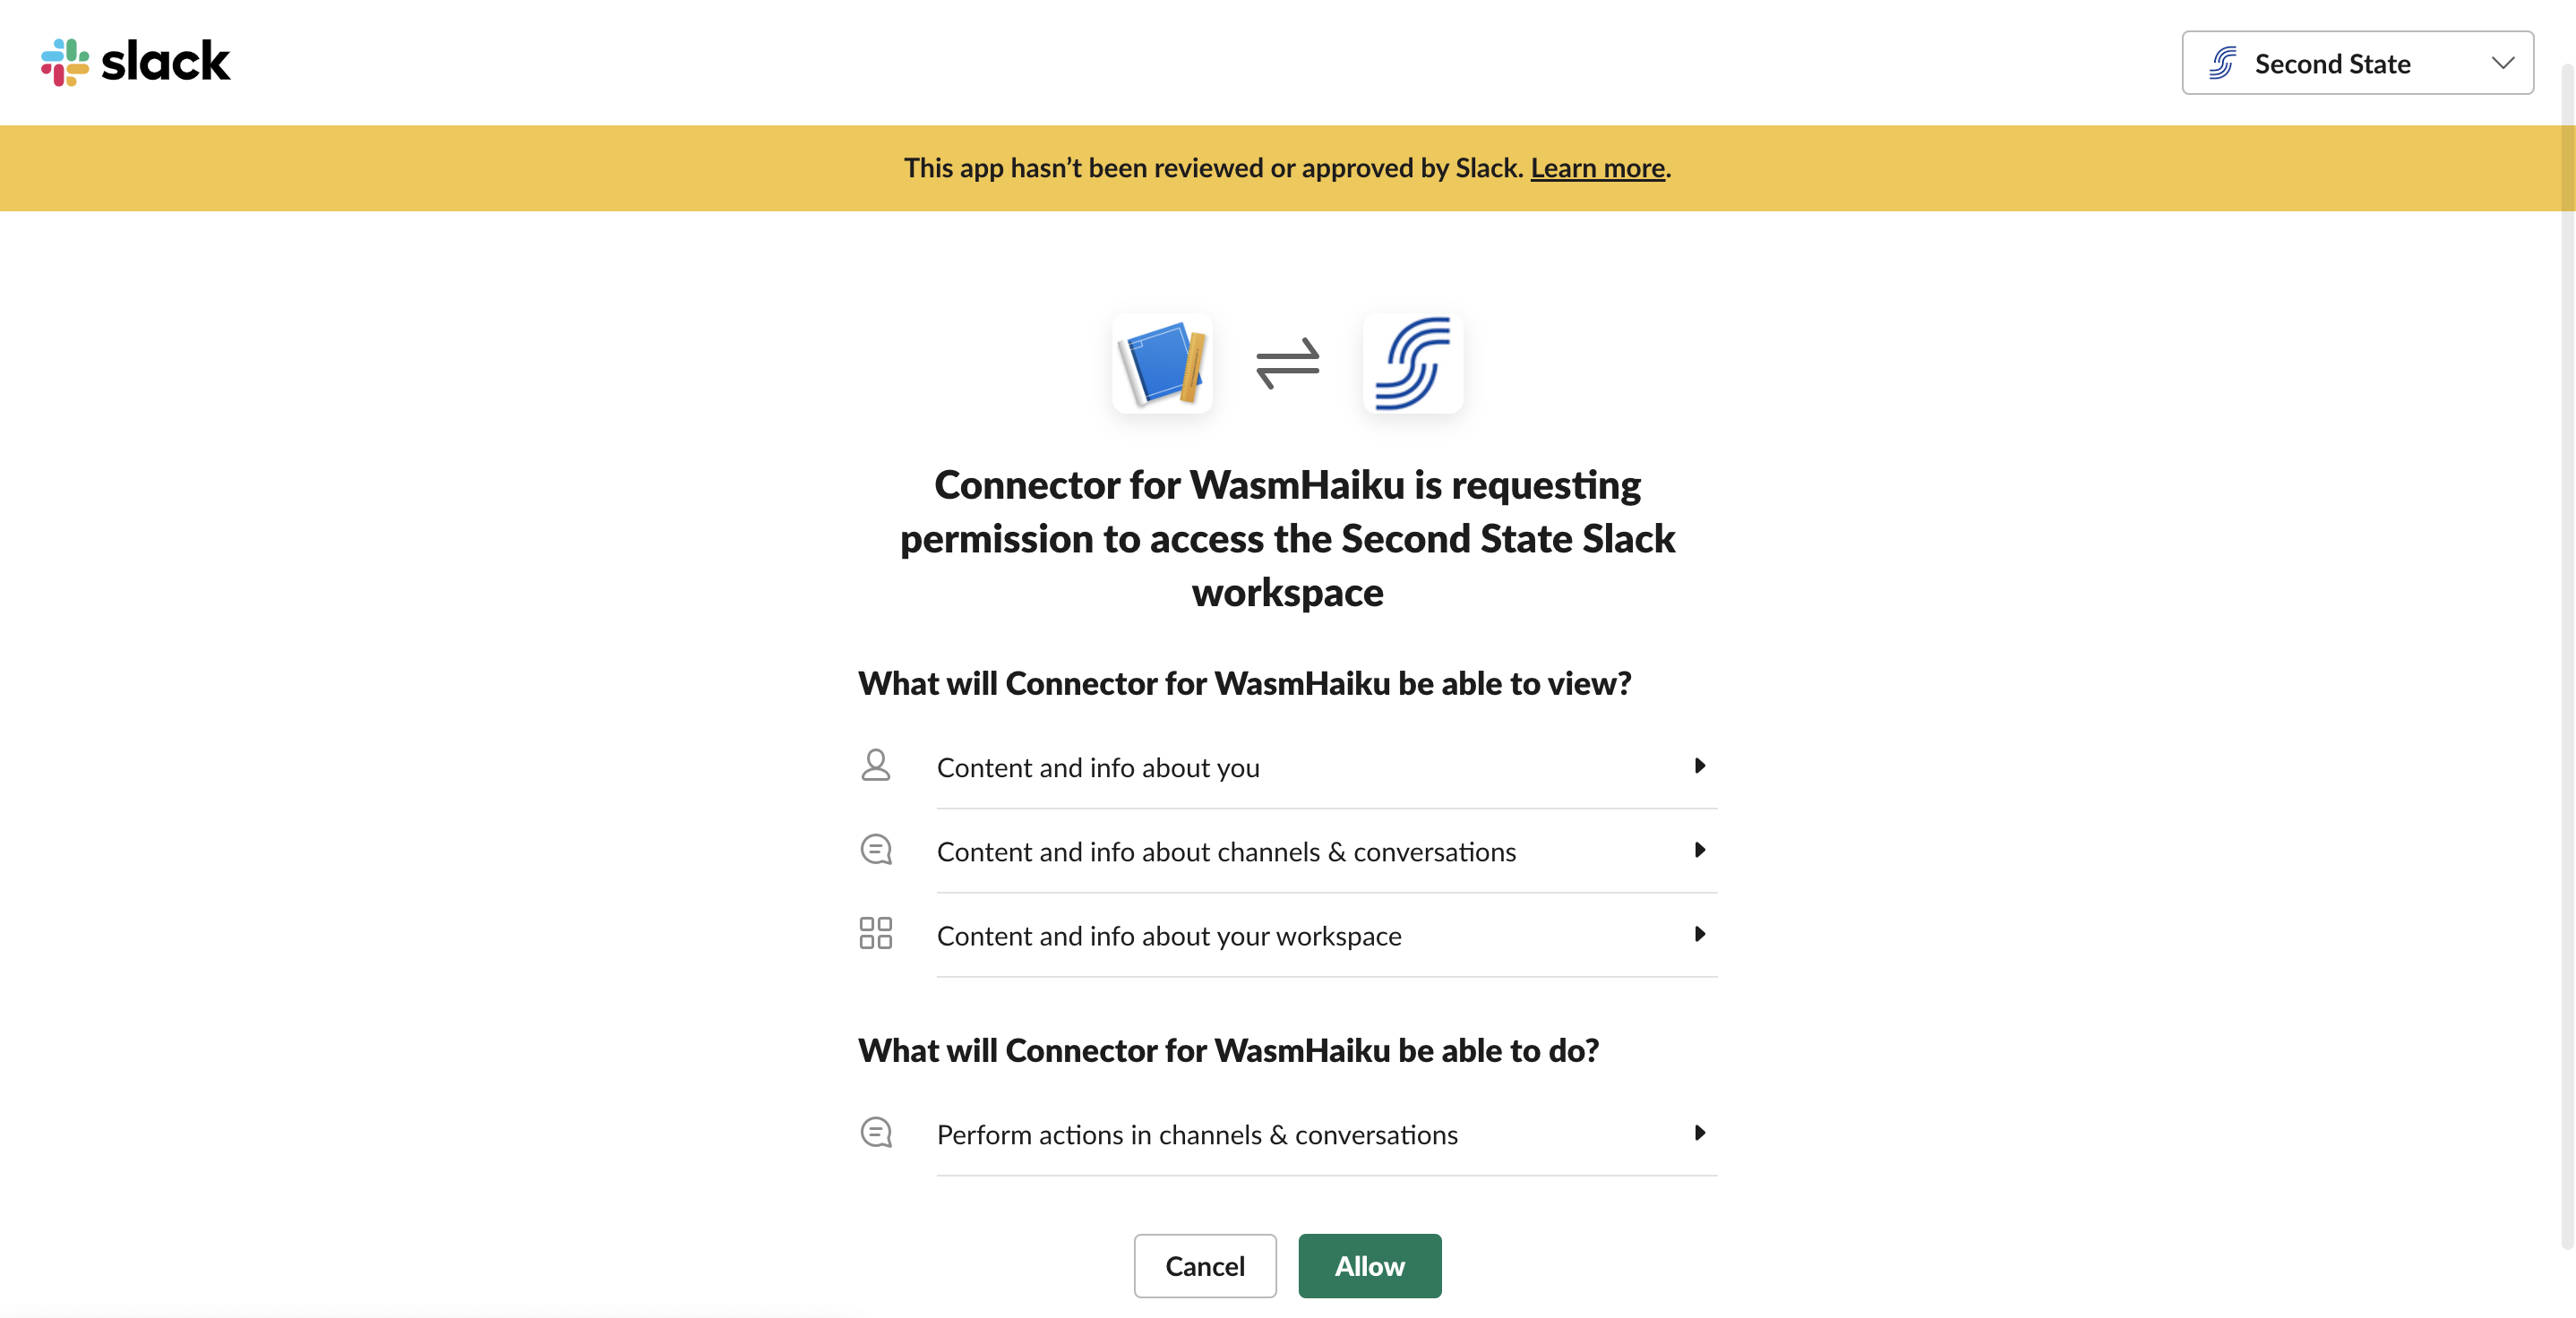 slack
Second State
This app hasn’t been reviewed or approved by Slack. Learn more.
Connector for WasmHaiku is requesting
permission to access the Second State Slack
workspace
What will Connector for WasmHaiku be able to view?
Content and info about you
Content and info about channels & conversations
Content and info about your workspace
What will Connector for WasmHaiku be able to do?
Perform actions in channels & conversations
Cancel
Allow